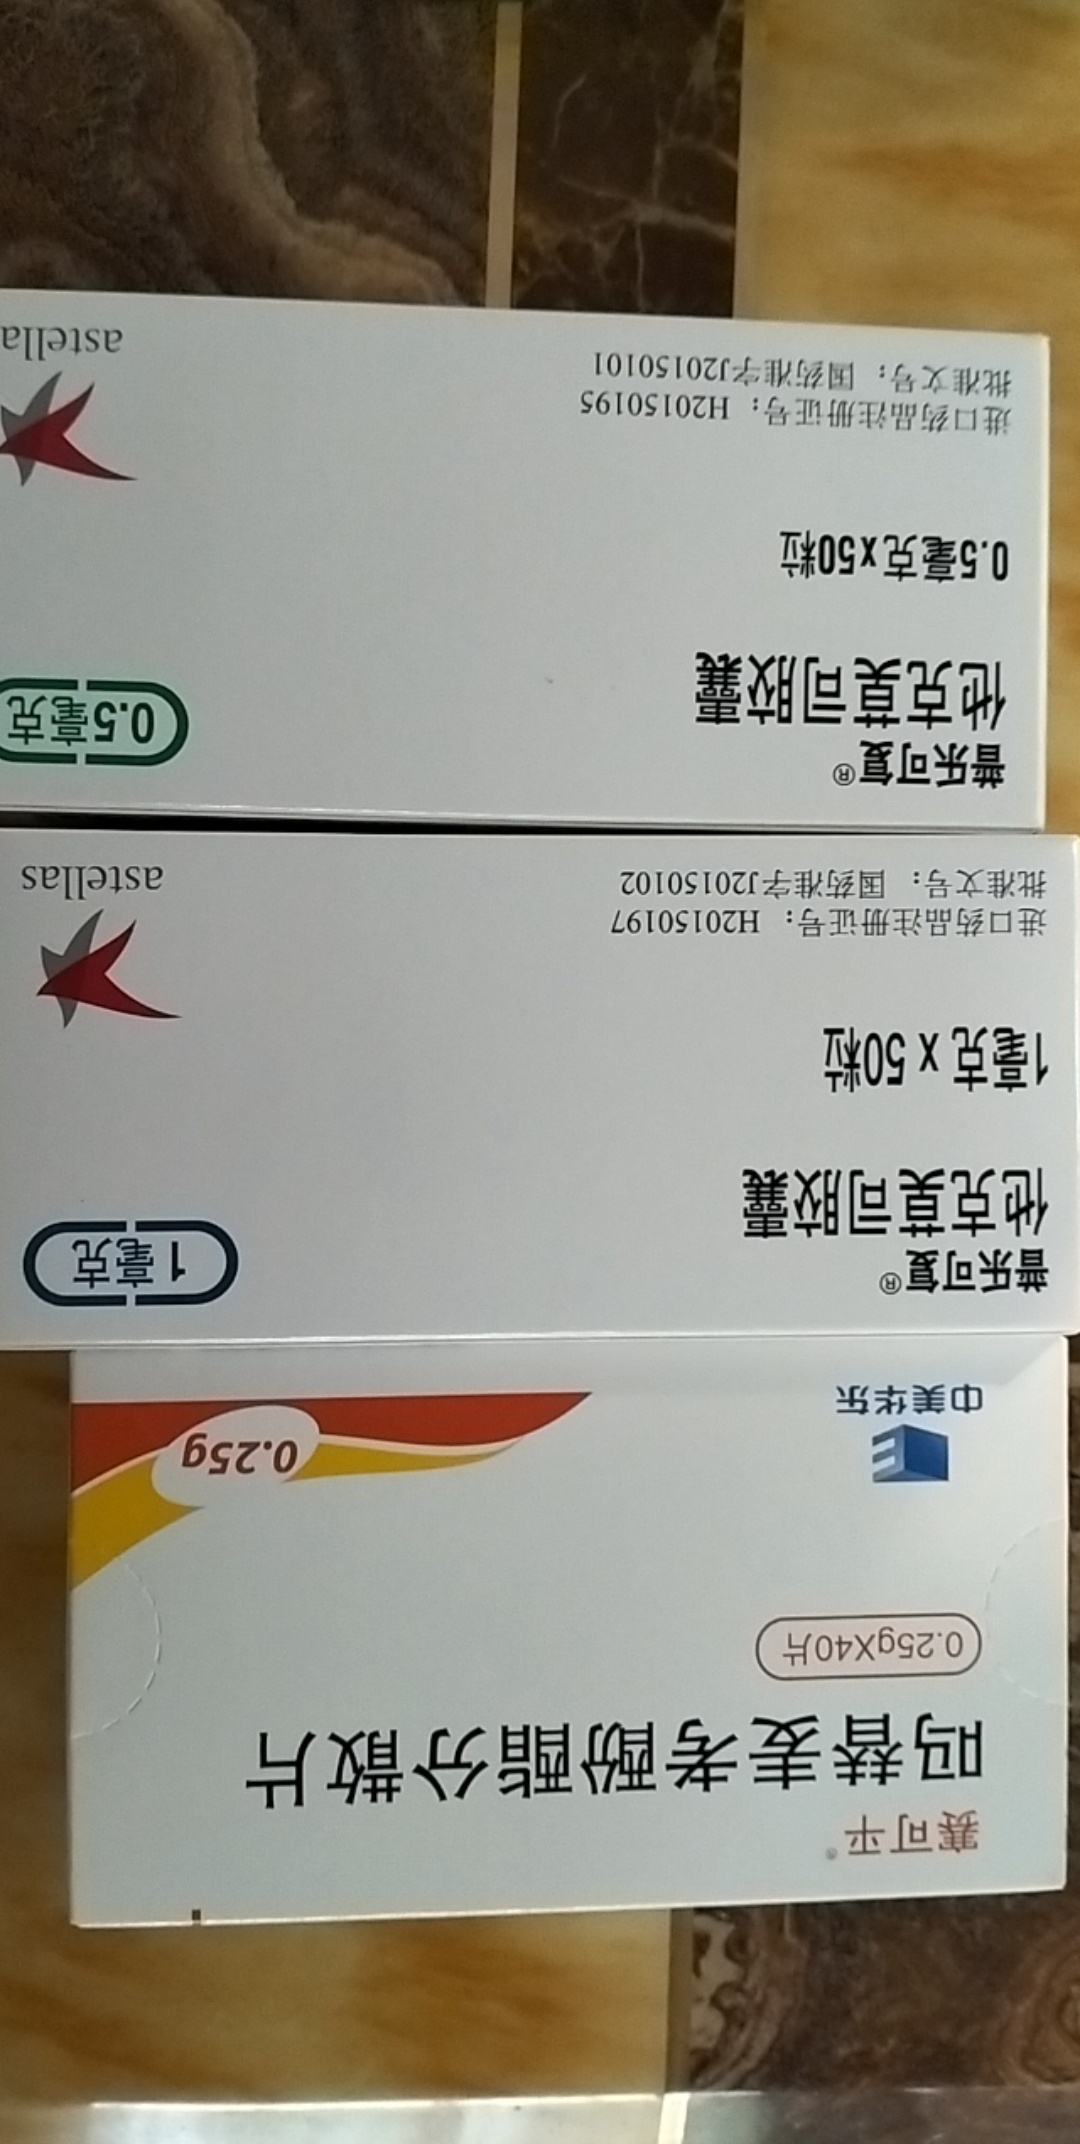 赛可平®
吗替麦考酚酯分散片
0.25gX40片
0.25g
中美华东
普乐可复®
他克莫司胶囊
1毫克
1毫克 x 50粒
进口药品注册证号: H20150197
批准文号: 国药准字J20150102
astellas
普乐可复®
他克莫司胶囊
0.5毫克
0.5毫克x50粒
进口药品注册证号: H20150195
批准文号: 国药准字J20150101
astellas